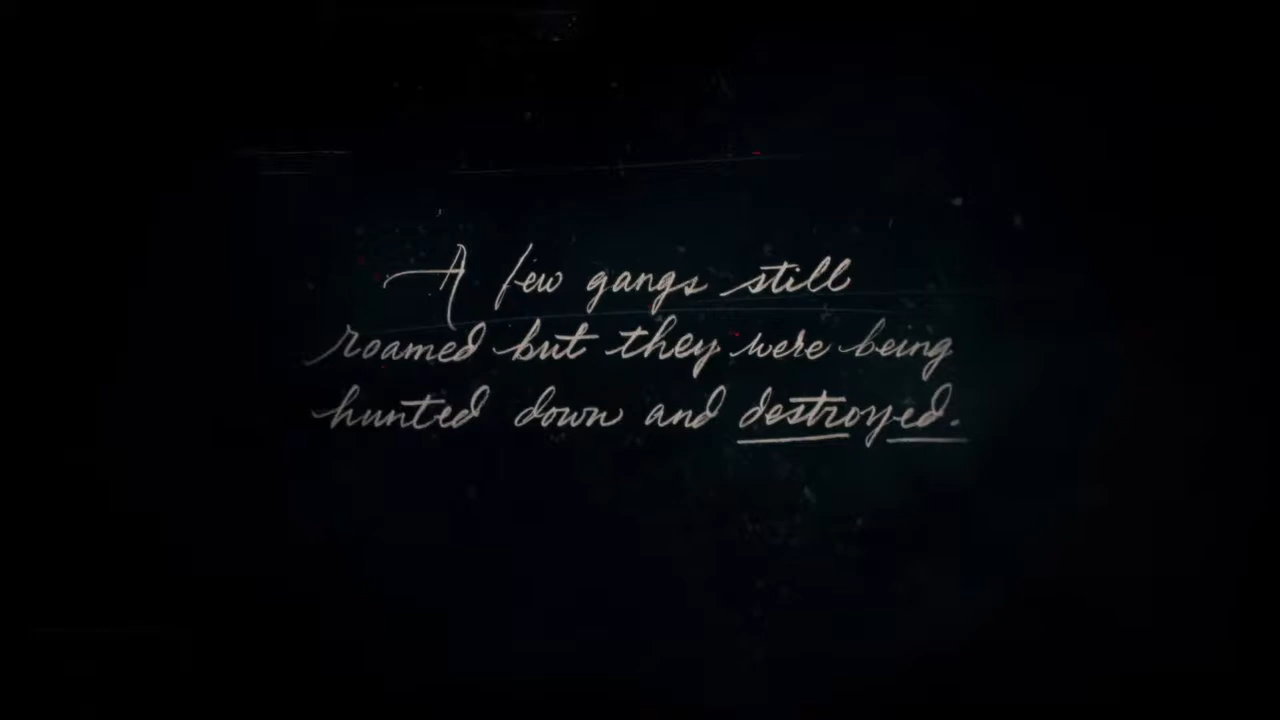 A few gangs still
roamed but they were being
hunted down and destroyed.